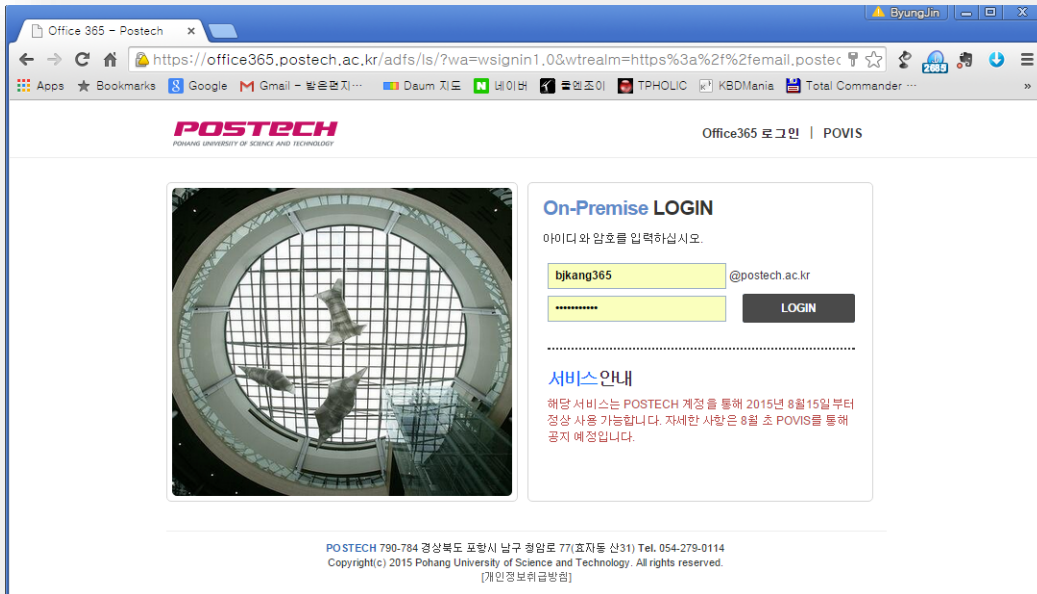 ByungJin
Office 365 - Postech
https://office365.postech.ac.kr/adfs/ls/?wa=wsignin1.0&wtrealm=https%3a%2f%2femail.postec
Apps Bookmarks Google Gmail - 받은편지… Daum 지도 네이버 풀엔조이 TPHOLIC KBDMania Total Commander … »
POSTECH
POHANG UNIVERSITY OF SCIENCE AND TECHNOLOGY
Office365 로그인 | POVIS
On-Premise LOGIN
아이디와 암호를 입력하십시오.
bjkang365 @postech.ac.kr
••••••••••• LOGIN
서비스안내
해당 서비스는 POSTECH 계정을 통해 2015년 8월15일 부터
정상 사용 가능합니다. 자세한 사항은 8월 초 POVIS를 통해
공지 예정입니다.
POSTECH 790-784 경상북도 포항시 남구 청암로 77(효자동 산31) Tel. 054-279-0114
Copyright(c) 2015 Pohang University of Science and Technology. All rights reserved.
[개인정보취급방침]